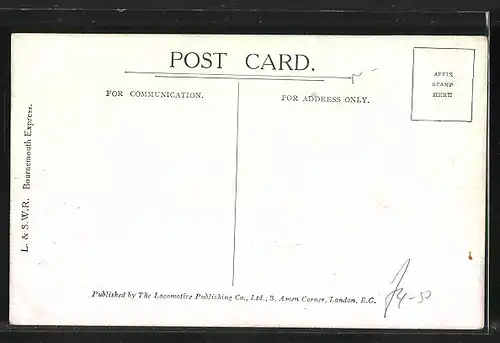 POST CARD.
FOR COMMUNICATION.
FOR ADDRESS ONLY.
AFFIX
STAMP
HERE
L. & S.W.R. Bournemouth Express.
Published by The Locomotive Publishing Co., Ltd., 3, Amen Corner, London, E.C.